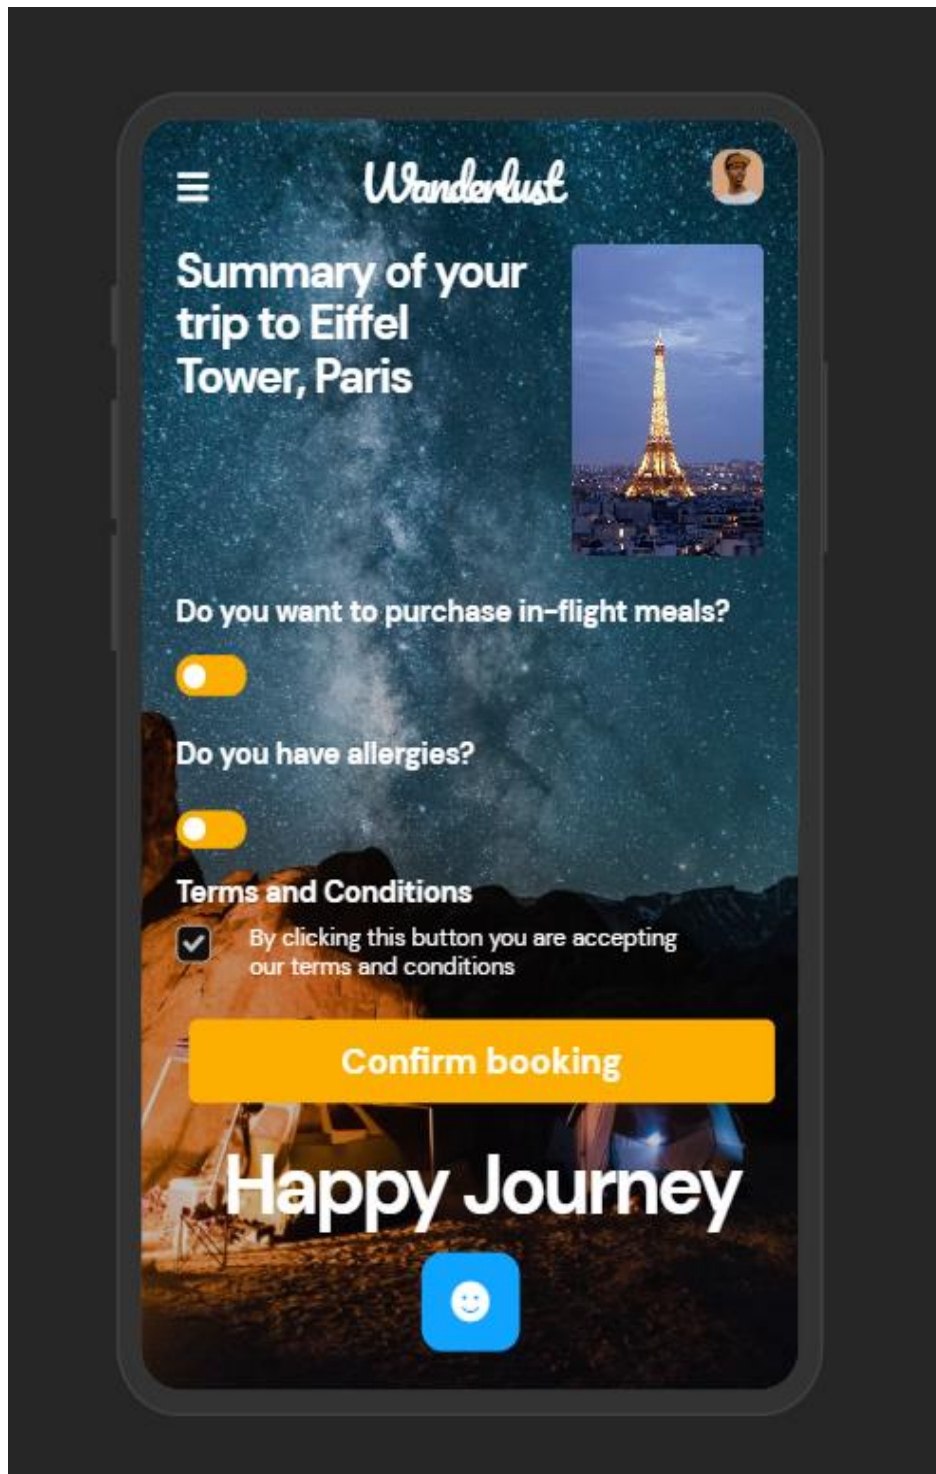 Wanderlust
Summary of your
trip to Eiffel
Tower, Paris
Do you want to purchase in-flight meals?
Do you have allergies?
Terms and Conditions
By clicking this button you are accepting
our terms and conditions
Confirm booking
Happy Journey